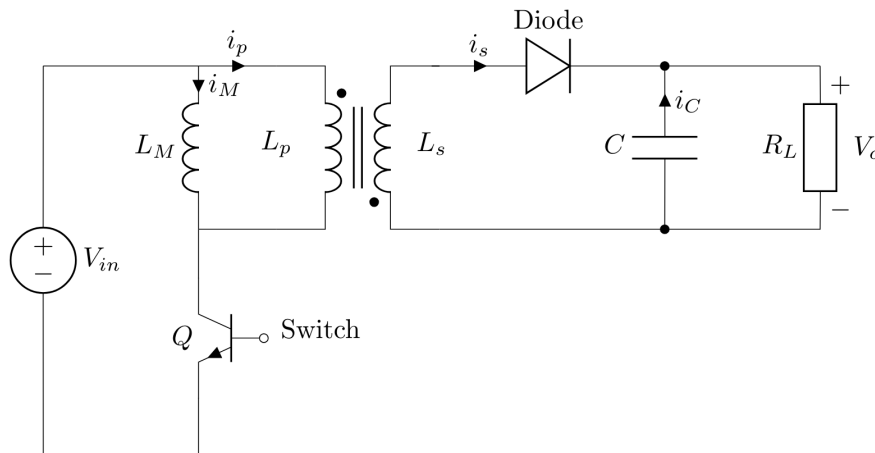 Diode
i_p
i_s
i_M
i_C
+
L_M
L_p
L_s
C
R_L
V_o
−
+
−
V_in
Q
Switch